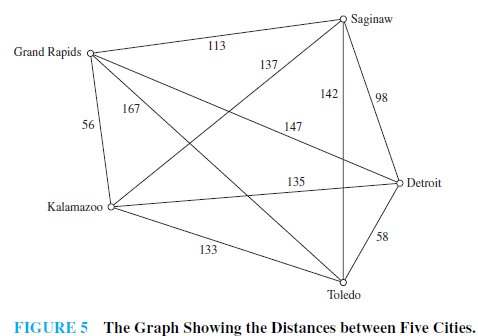 Saginaw
Grand Rapids
113
137
142
98
167
56
147
135
Detroit
Kalamazoo
58
133
Toledo
FIGURE 5 The Graph Showing the Distances between Five Cities.